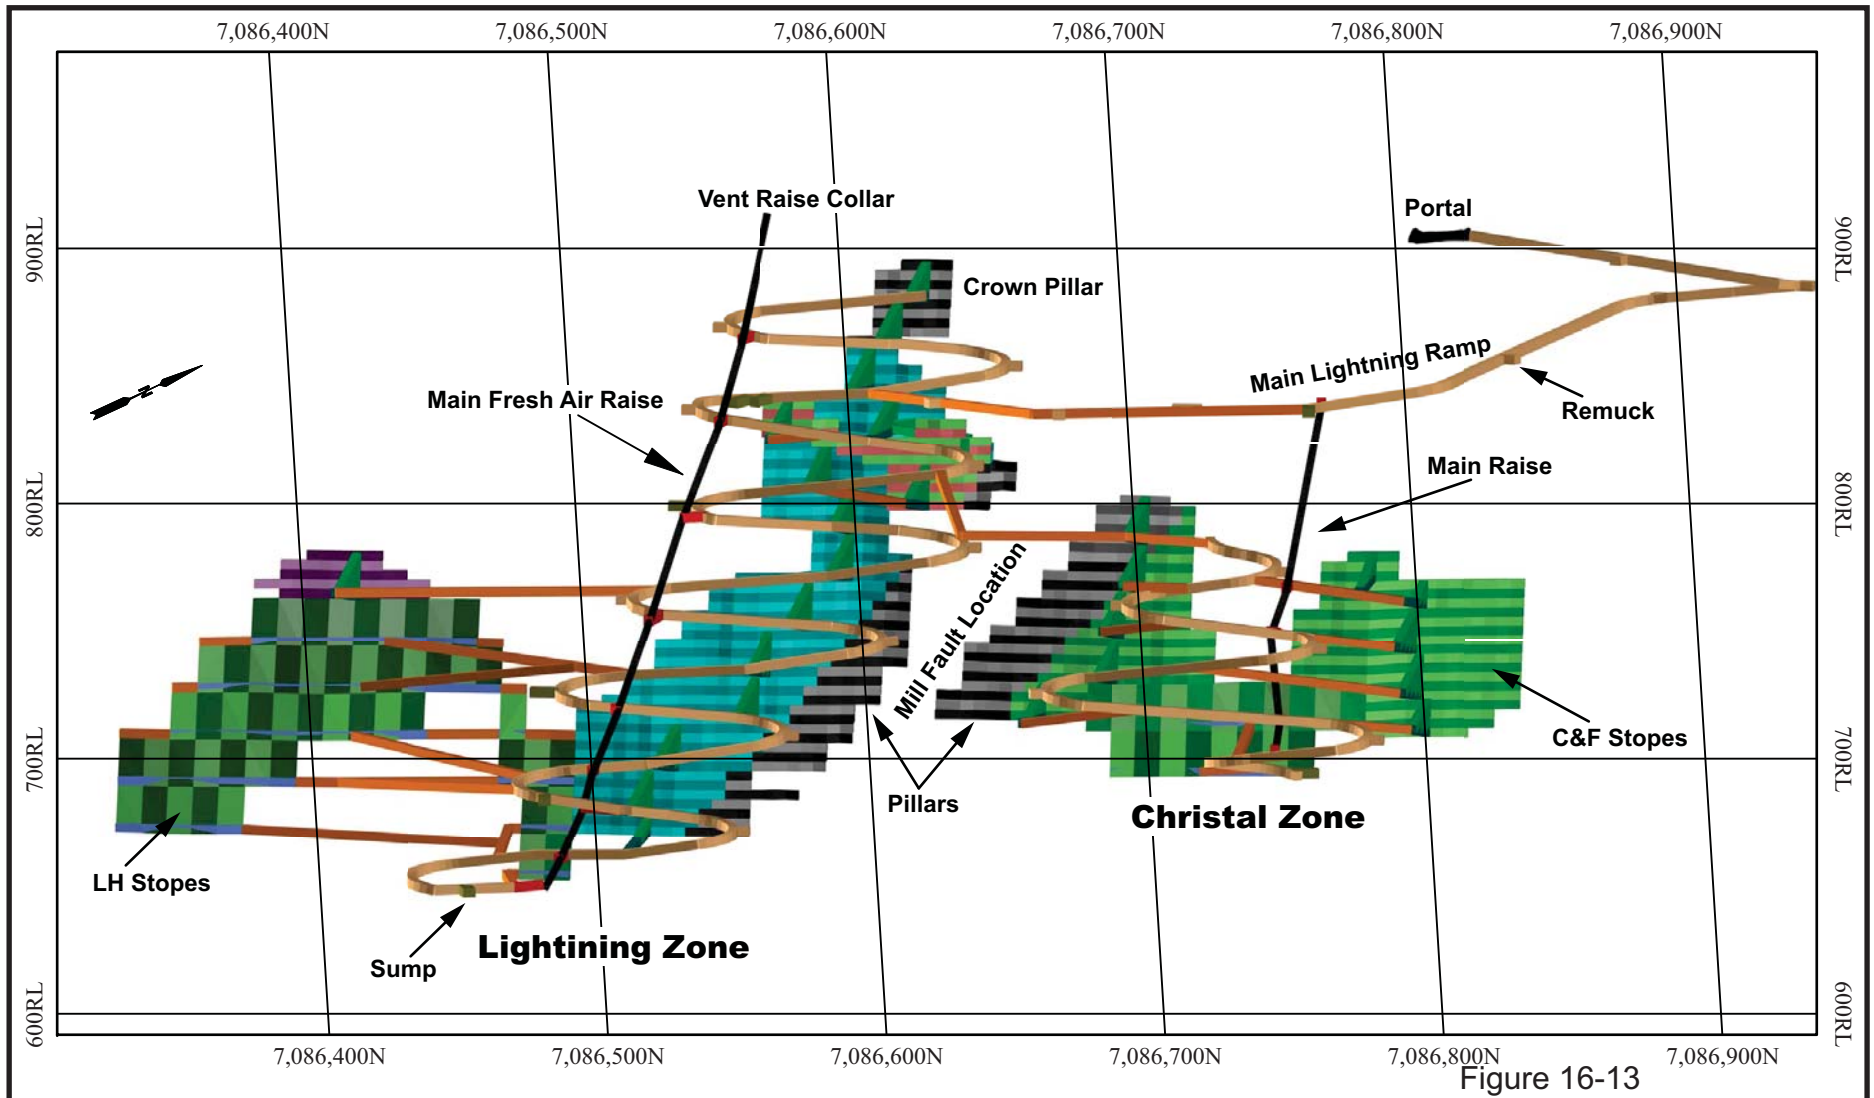 7,086,400N 7,086,500N 7,086,600N 7,086,700N 7,086,800N 7,086,900N
Vent Raise Collar
Portal
900RL
900RL
Crown Pillar
Main Lightning Ramp
N
Main Fresh Air Raise
Remuck
Main Raise
800RL
800RL
Mill Fault Location
C&F Stopes
700RL
700RL
Pillars
Christal Zone
LH Stopes
Lightining Zone
Sump
600RL
600RL
7,086,400N 7,086,500N 7,086,600N 7,086,700N 7,086,800N 7,086,900N
Figure 16-13